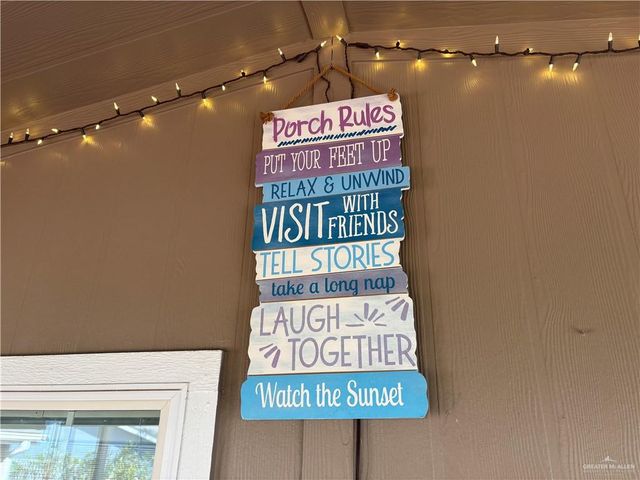 Porch Rules
PUT YOUR FEET UP
RELAX & UNWIND
VISIT WITH FRIENDS
TELL STORIES
take a long nap
LAUGH
TOGETHER
Watch the Sunset
GREATER McALLEN